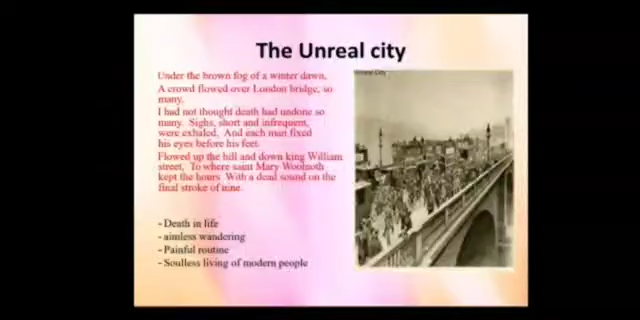 The Unreal city
Under the brown fog of a winter dawn,
A crowd flowed over London bridge, so
many,
I had not thought death had undone so
many. Sighs, short and infrequent,
were exhaled, And each man fixed
his eyes before his feet.
Flowed up the hill and down king William
street, To where saint Mary Woolnoth
kept the hours With a dead sound on the
final stroke of nine.
Unreal City
- Death in life
- aimless wandering
- Painful routine
- Soulless living of modern people